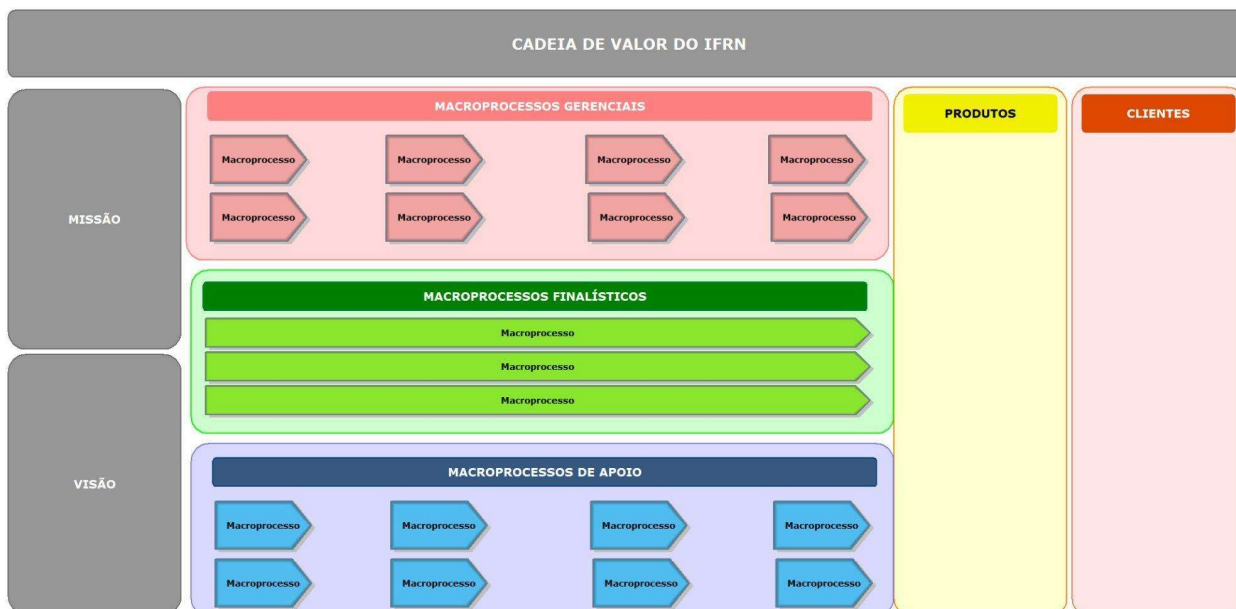 CADEIA DE VALOR DO IFRN
MISSÃO
VISÃO
MACROPROCESSOS GERENCIAIS
Macroprocesso Macroprocesso Macroprocesso Macroprocesso
Macroprocesso Macroprocesso Macroprocesso Macroprocesso
MACROPROCESSOS FINALÍSTICOS
Macroprocesso
Macroprocesso
Macroprocesso
MACROPROCESSOS DE APOIO
Macroprocesso Macroprocesso Macroprocesso Macroprocesso
Macroprocesso Macroprocesso Macroprocesso Macroprocesso
PRODUTOS
CLIENTES